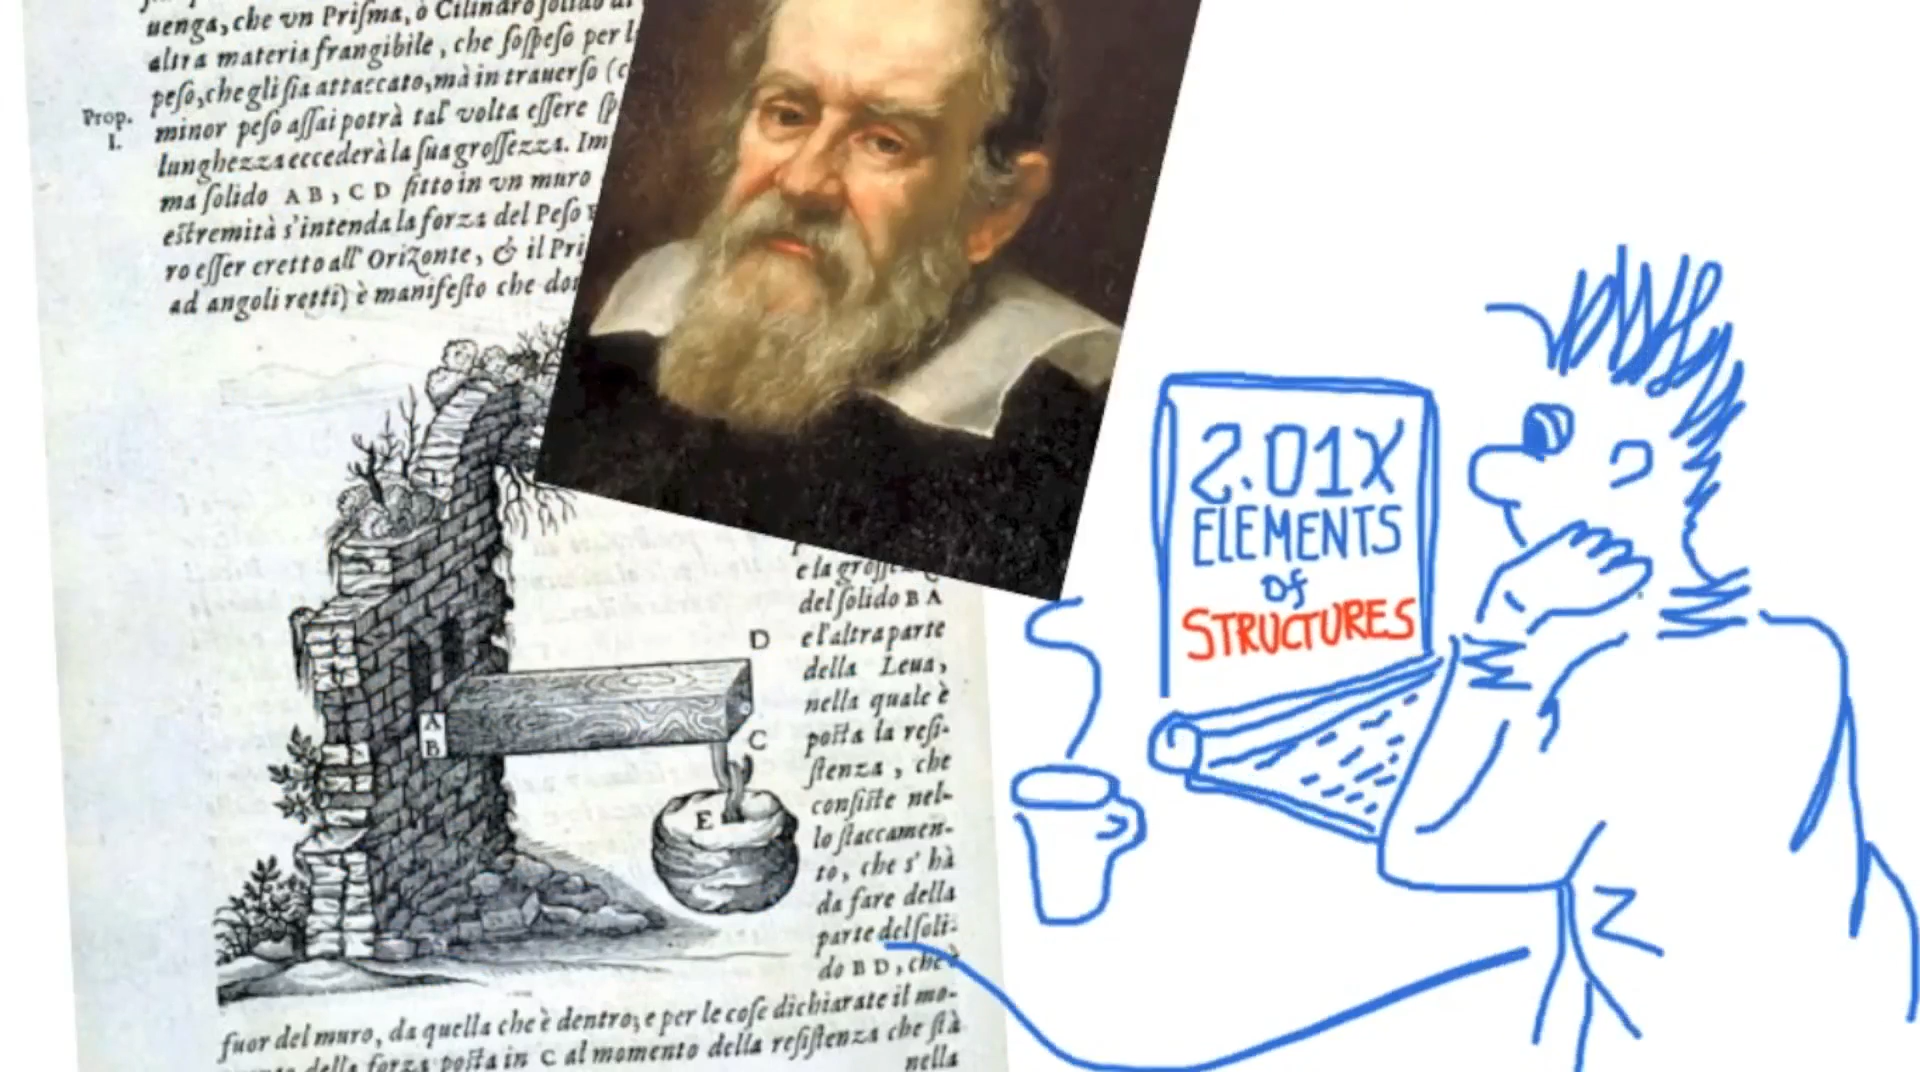 uenga, che vn Prisma, ò Cilindro solido di
altra materia frangibile, che sospeso per l
peso, che gli sia attaccato, mà in trauerso (c
Prop. I.
minor peso assai potrà tal' volta essere sp
lunghezza eccederà la sua grossezza. Im
ma solido A B, C D fitto in vn muro
estremità s'intenda la forza del Peso
ro esser eretto all' Orizonte, & il Pri
ad angoli retti) è manifesto che do
e la gross
del solido B A
e l'altra parte
della Leua,
nella quale è
posta la resi-
stenza, che
consiste nel-
lo staccamen-
to, che s'hà
da fare della
parte del soli-
do B D, che è
fuor del muro, da quella che è dentro; e per le cose dichiarate il mo-
della forza posta in C al momento della resistenza che stà
nella
D
A
B
C
E
2.01X
ELEMENTS
of
STRUCTURES